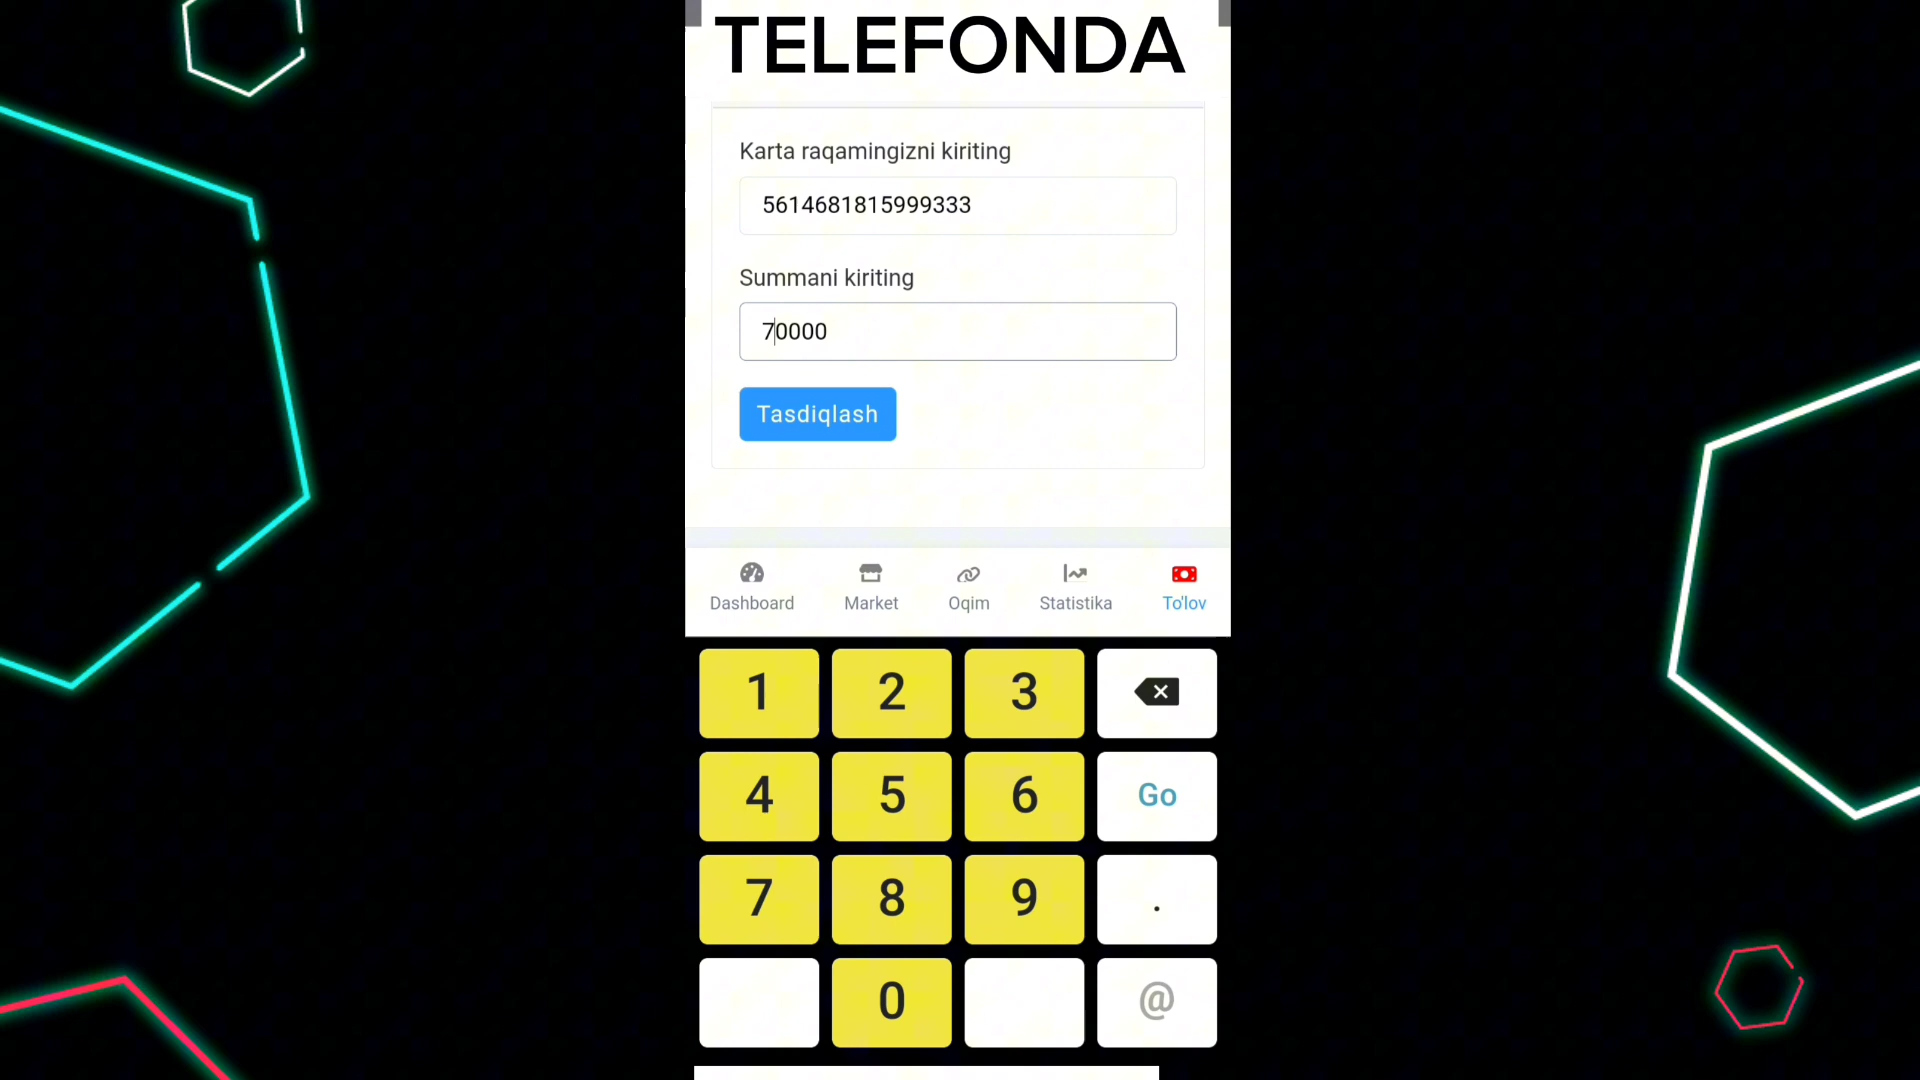 TELEFONDA
Karta raqamingizni kiriting
5614681815999333
Summani kiriting
70000
Tasdiqlash
Dashboard Market Oqim Statistika To'lov
1 2 3
4 5 6 Go
7 8 9 .
0 @